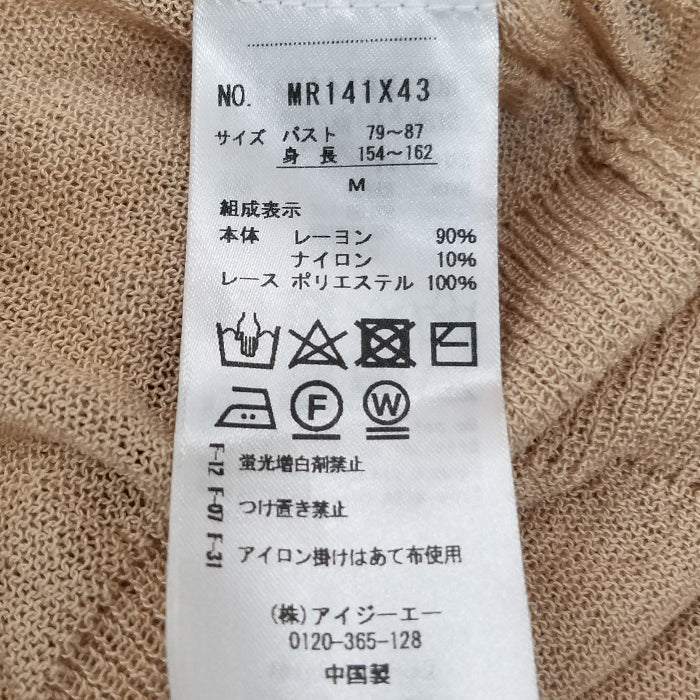 NO. MR141X43
サイズ バスト 79～87
身長 154～162
M
組成表示
本体 レーヨン 90%
ナイロン 10%
レース ポリエステル 100%
F W
F-12 F-07 F-31
蛍光増白剤禁止
つけ置き禁止
アイロン掛けはあて布使用
(株)アイジーエー
0120-365-128
中国製